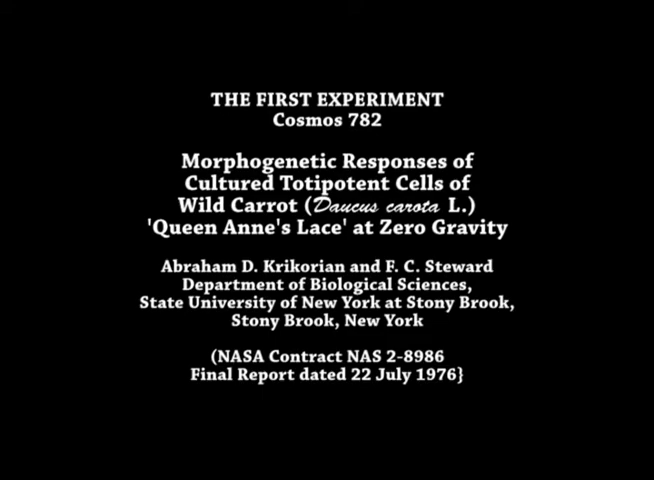 THE FIRST EXPERIMENT
Cosmos 782
Morphogenetic Responses of
Cultured Totipotent Cells of
Wild Carrot (Daucus carota L.)
'Queen Anne's Lace' at Zero Gravity
Abraham D. Krikorian and F. C. Steward
Department of Biological Sciences,
State University of New York at Stony Brook,
Stony Brook, New York
(NASA Contract NAS 2-8986
Final Report dated 22 July 1976}